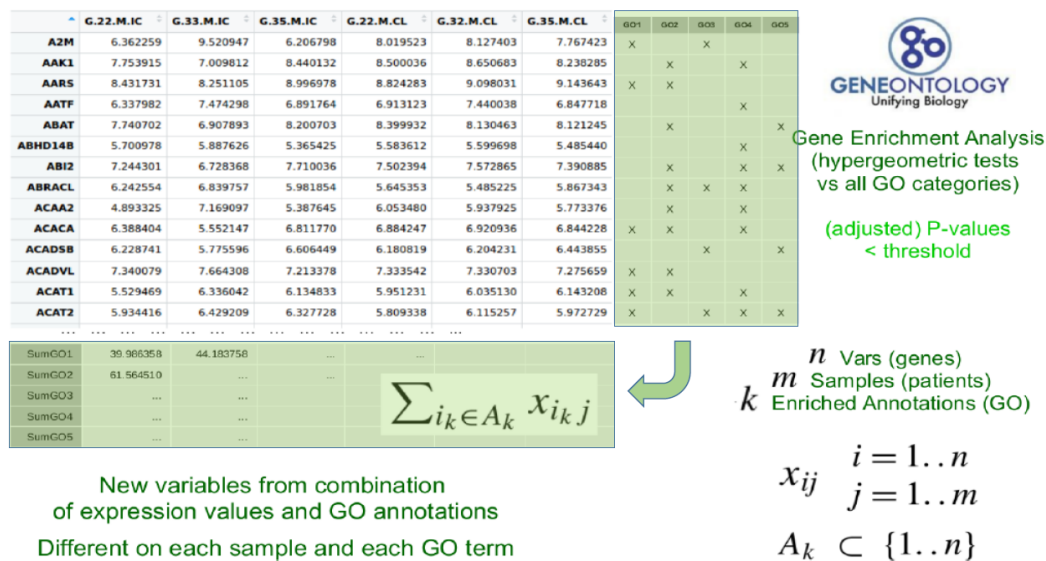 G.22.M.IC G.33.M.IC G.35.M.IC G.22.M.CL G.32.M.CL G.35.M.CL GO1 GO2 GO3 GO4 GO5
A2M 6.362259 9.520947 6.206798 8.019523 8.127403 7.767423 X X
AAK1 7.753915 7.009812 8.440132 8.500036 8.650683 8.238285 X X
AARS 8.431731 8.251105 8.996978 8.824283 9.098031 9.143643 X X
AATF 6.337982 7.474298 6.891764 6.913123 7.440038 6.847718 X
ABAT 7.740702 6.907893 8.200703 8.399932 8.130463 8.121245 X X
ABHD14B 5.700978 5.887626 5.365425 5.583612 5.599698 5.485440 X
ABI2 7.244301 6.728368 7.710036 7.502394 7.572865 7.390885 X X X
ABRACL 6.242554 6.839757 5.981854 5.645353 5.485225 5.867343 X X X
ACAA2 4.893325 7.169097 5.387645 6.053480 5.937925 5.773376 X X
ACACA 6.388404 5.552147 6.811770 6.884247 6.920936 6.844228 X X X
ACADSB 6.228741 5.775596 6.606449 6.180819 6.204231 6.443855 X X
ACADVL 7.340079 7.664308 7.213378 7.333542 7.330703 7.275659 X X
ACAT1 5.529469 6.336042 6.134833 5.951231 6.035130 6.143208 X X X
ACAT2 5.934416 6.429209 6.327728 5.809338 6.115257 5.972729 X X X X
... ... ... ... ... ... ... ... ... ...
GENEONTOLOGY
Unifying Biology
Gene Enrichment Analysis
(hypergeometric tests
vs all GO categories)
(adjusted) P-values
< threshold
SumGO1 39.986358 44.183758 ... ...
SumGO2 61.564510 ... ...
SumGO3 ... ...
SumGO4 ... ...
SumGO5 ... ...
∑_{i_k∈A_k} x_{i_k j}
n Vars (genes)
m Samples (patients)
k Enriched Annotations (GO)
x_{ij} i = 1..n
j = 1..m
A_k ⊂ {1..n}
New variables from combination
of expression values and GO annotations
Different on each sample and each GO term